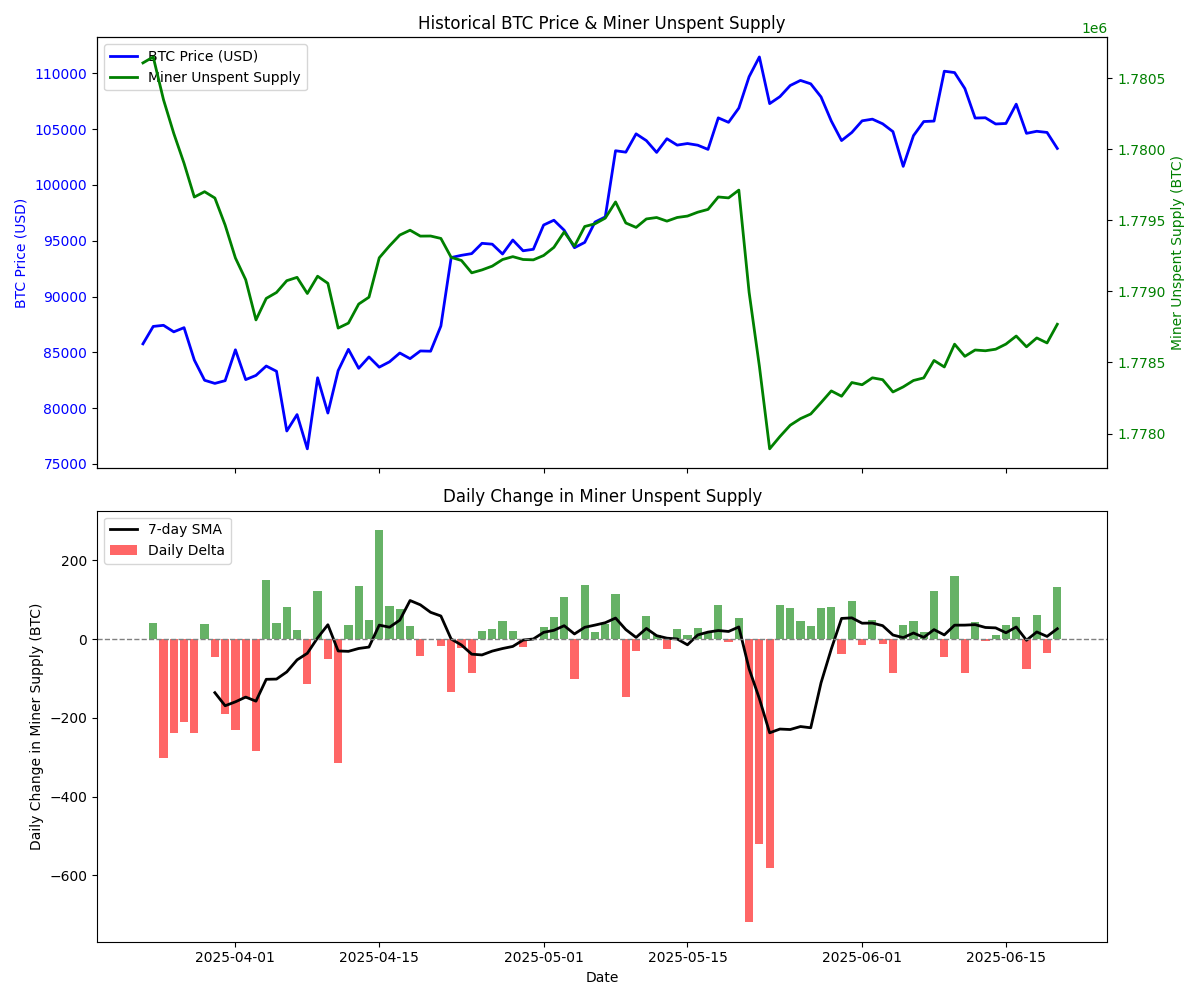 Historical BTC Price & Miner Unspent Supply
1e6
BTC Price (USD)
Miner Unspent Supply
110000
105000
100000
95000
90000
85000
80000
75000
BTC Price (USD)
1.7805
1.7800
1.7795
1.7790
1.7785
1.7780
Miner Unspent Supply (BTC)
Daily Change in Miner Unspent Supply
7-day SMA
Daily Delta
200
0
−200
−400
−600
Daily Change in Miner Supply (BTC)
2025-04-01
2025-04-15
2025-05-01
2025-05-15
2025-06-01
2025-06-15
Date